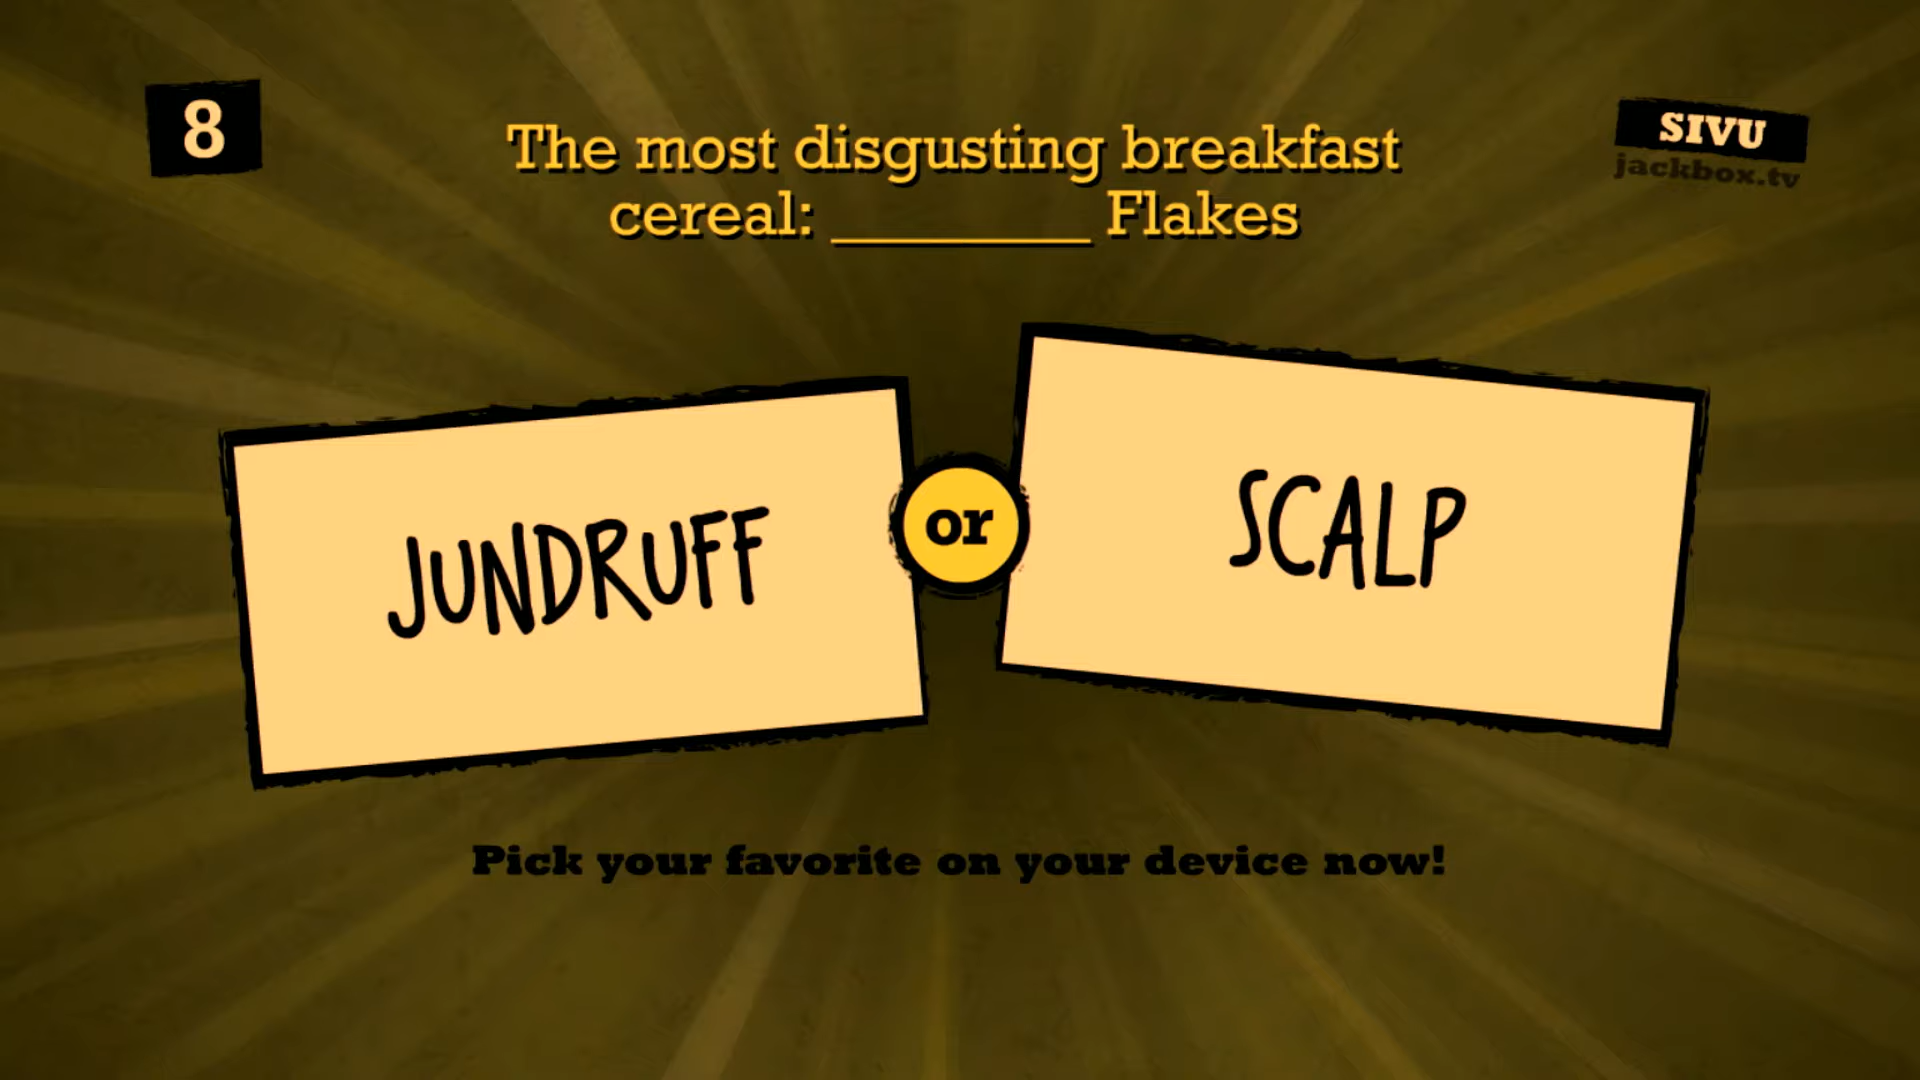 8
The most disgusting breakfast
cereal: ________ Flakes
SIVU
jackbox.tv
JUNDRUFF
or
SCALP
Pick your favorite on your device now!